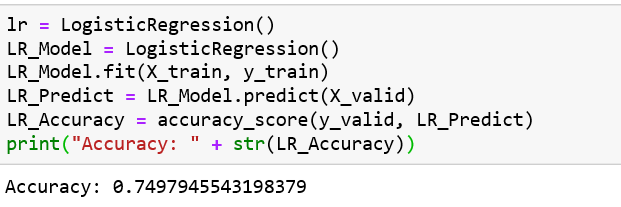 lr = LogisticRegression()
LR_Model = LogisticRegression()
LR_Model.fit(X_train, y_train)
LR_Predict = LR_Model.predict(X_valid)
LR_Accuracy = accuracy_score(y_valid, LR_Predict)
print("Accuracy: " + str(LR_Accuracy))
Accuracy: 0.7497945543198379